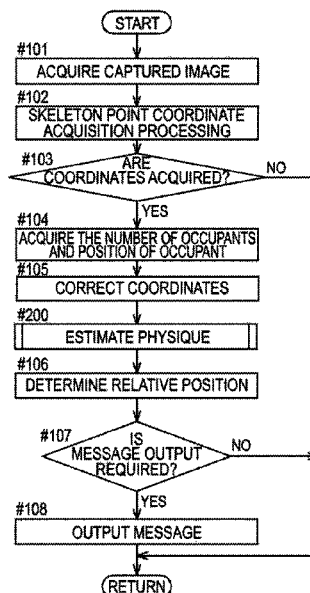 START
#101
ACQUIRE CAPTURED IMAGE
#102
SKELETON POINT COORDINATE
ACQUISITION PROCESSING
#103
ARE
COORDINATES ACQUIRED?
NO
YES
#104
ACQUIRE THE NUMBER OF OCCUPANTS
AND POSITION OF OCCUPANT
#105
CORRECT COORDINATES
#200
ESTIMATE PHYSIQUE
#106
DETERMINE RELATIVE POSITION
#107
IS
MESSAGE OUTPUT
REQUIRED?
NO
YES
#108
OUTPUT MESSAGE
RETURN